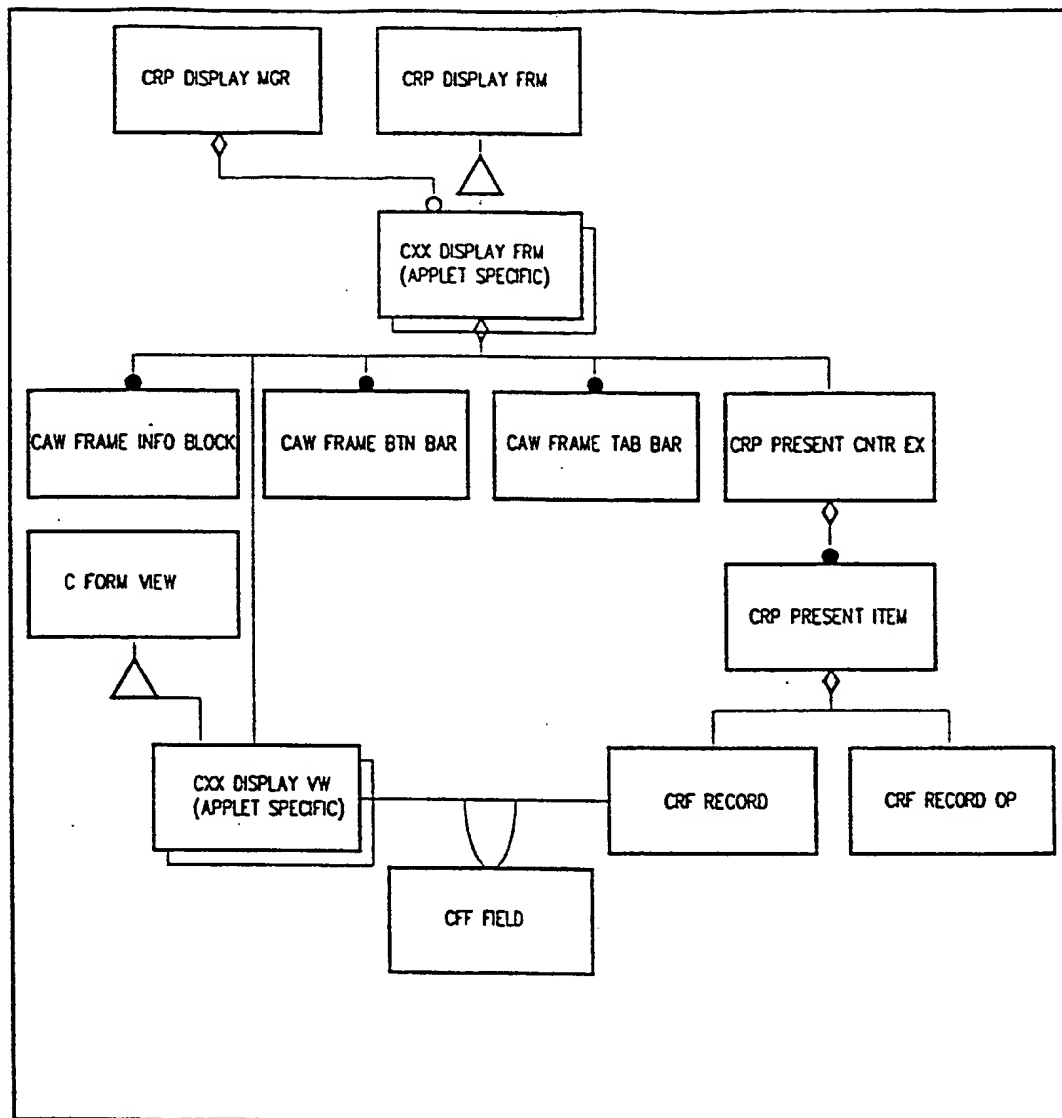 CRP DISPLAY MGR
CRP DISPLAY FRM
CXX DISPLAY FRM
(APPLET SPECIFIC)
CAW FRAME INFO BLOCK
CAW FRAME BTN BAR
CAW FRAME TAB BAR
CRP PRESENT CNTR EX
C FORM VIEW
CRP PRESENT ITEM
CXX DISPLAY VW
(APPLET SPECIFIC)
CRF RECORD
CRF RECORD OP
CFF FIELD